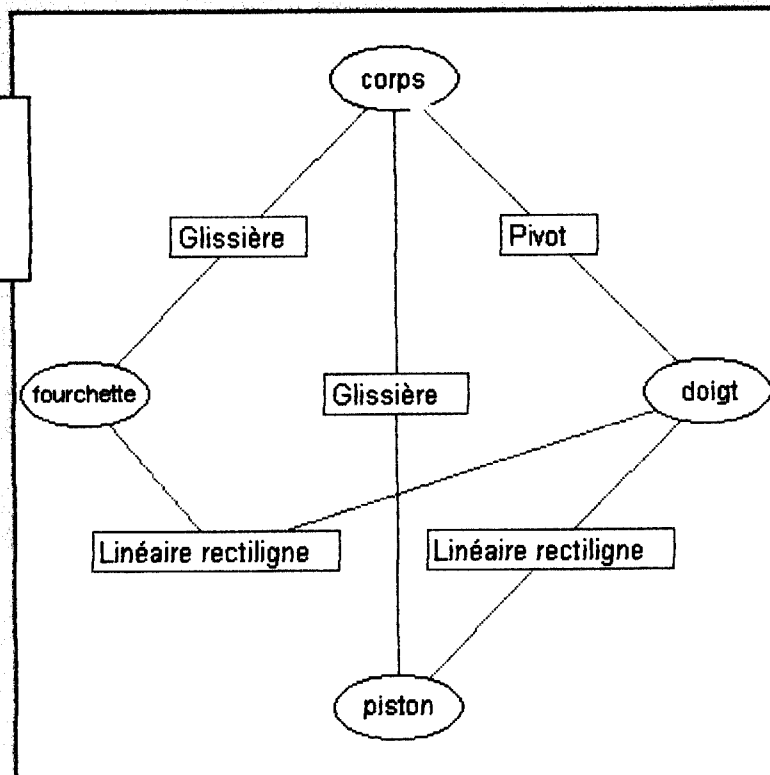 corps
Glissière
Pivot
fourchette
Glissière
doigt
Linéaire rectiligne
Linéaire rectiligne
piston